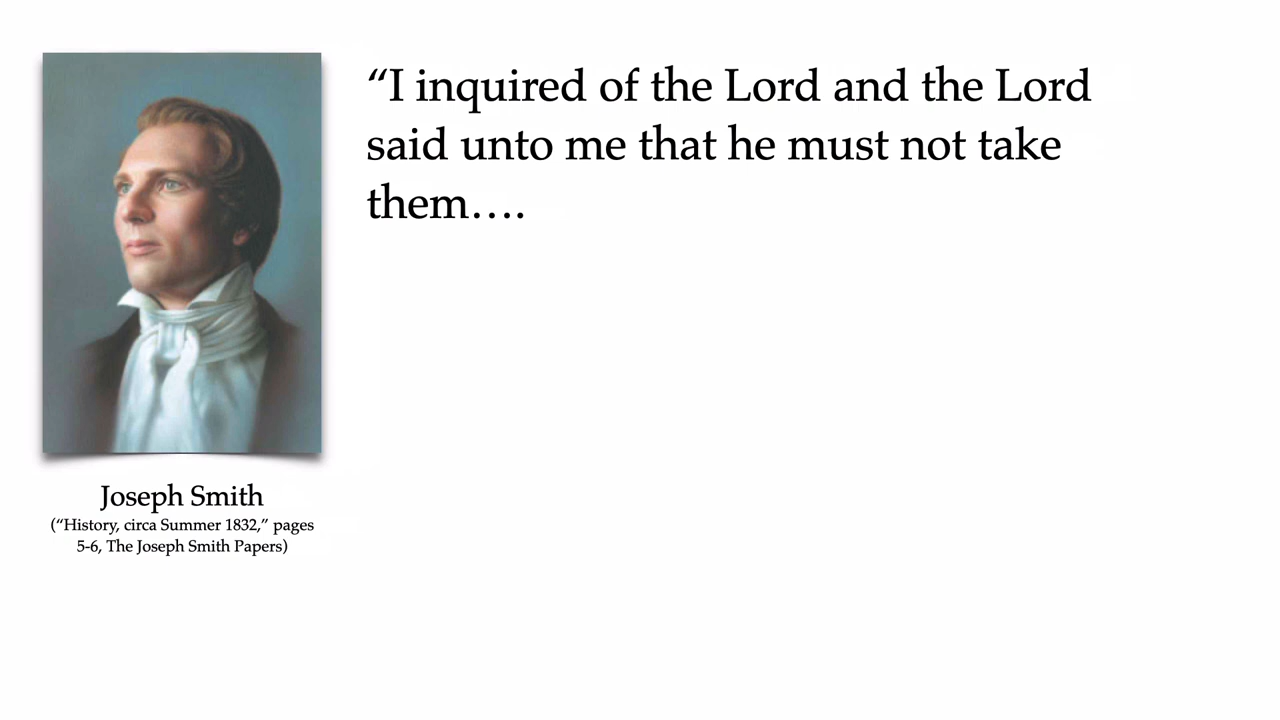 “I inquired of the Lord and the Lord
said unto me that he must not take
them….
Joseph Smith
(“History, circa Summer 1832,” pages
5-6, The Joseph Smith Papers)